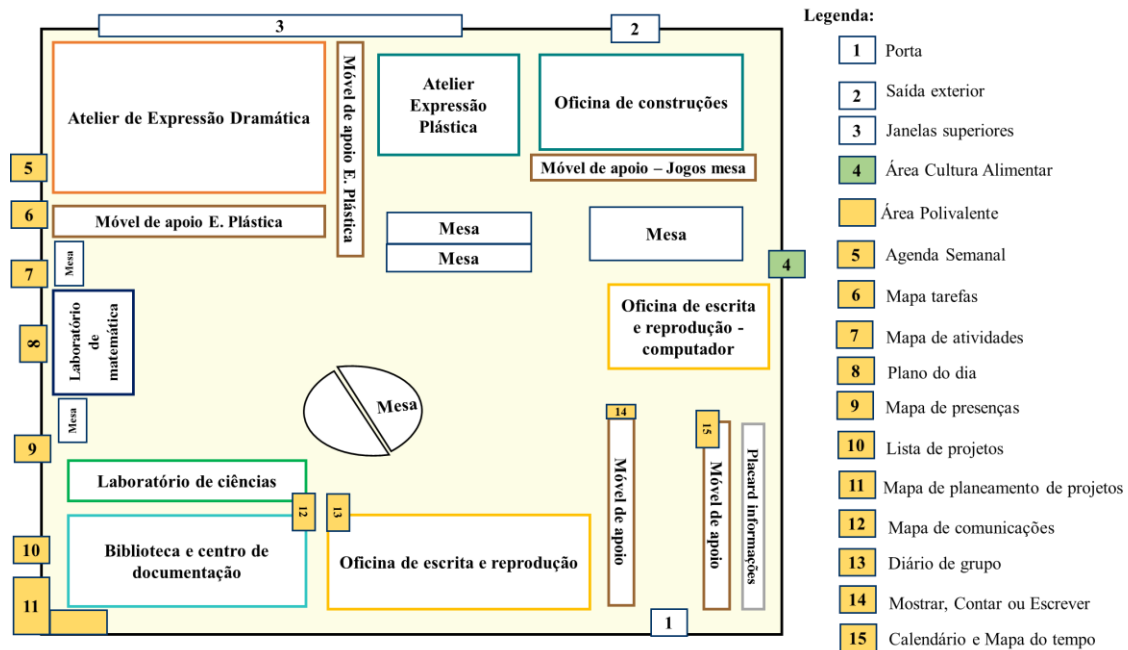 3
2
Atelier de Expressão Dramática
Móvel de apoio E. Plástica
Atelier
Expressão
Plástica
Oficina de construções
Móvel de apoio – Jogos mesa
5
6
Móvel de apoio E. Plástica
Mesa
Mesa
Mesa
4
7
Mesa
8
Laboratório
de
matemática
Oficina de escrita
e reprodução -
computador
Mesa
Mesa
9
14
Móvel de apoio
15
Móvel de apoio
Placard informações
Laboratório de ciências
12
13
10
Biblioteca e centro de
documentação
Oficina de escrita e reprodução
11
1
Legenda:
1 Porta
2 Saída exterior
3 Janelas superiores
4 Área Cultura Alimentar
Área Polivalente
5 Agenda Semanal
6 Mapa tarefas
7 Mapa de atividades
8 Plano do dia
9 Mapa de presenças
10 Lista de projetos
11 Mapa de planeamento de projetos
12 Mapa de comunicações
13 Diário de grupo
14 Mostrar, Contar ou Escrever
15 Calendário e Mapa do tempo